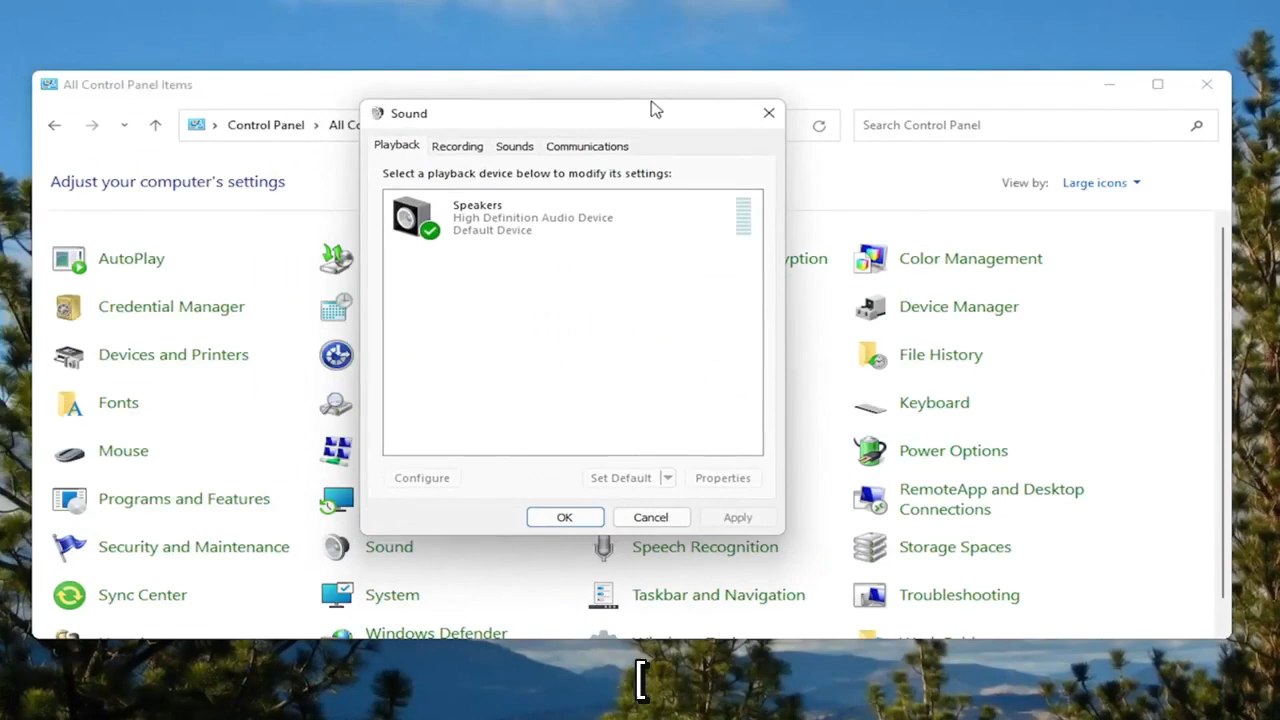 All Control Panel Items
Control Panel
All Co
Search Control Panel
Adjust your computer's settings
View by: Large icons
Sound
Playback Recording Sounds Communications
Select a playback device below to modify its settings:
Speakers
High Definition Audio Device
Default Device
Configure Set Default Properties
OK Cancel Apply
AutoPlay
yption
Color Management
Credential Manager
Device Manager
Devices and Printers
File History
Fonts
Keyboard
Mouse
Power Options
Programs and Features
RemoteApp and Desktop
Connections
Security and Maintenance
Sound
Speech Recognition
Storage Spaces
Sync Center
System
Taskbar and Navigation
Troubleshooting
Windows Defender
[